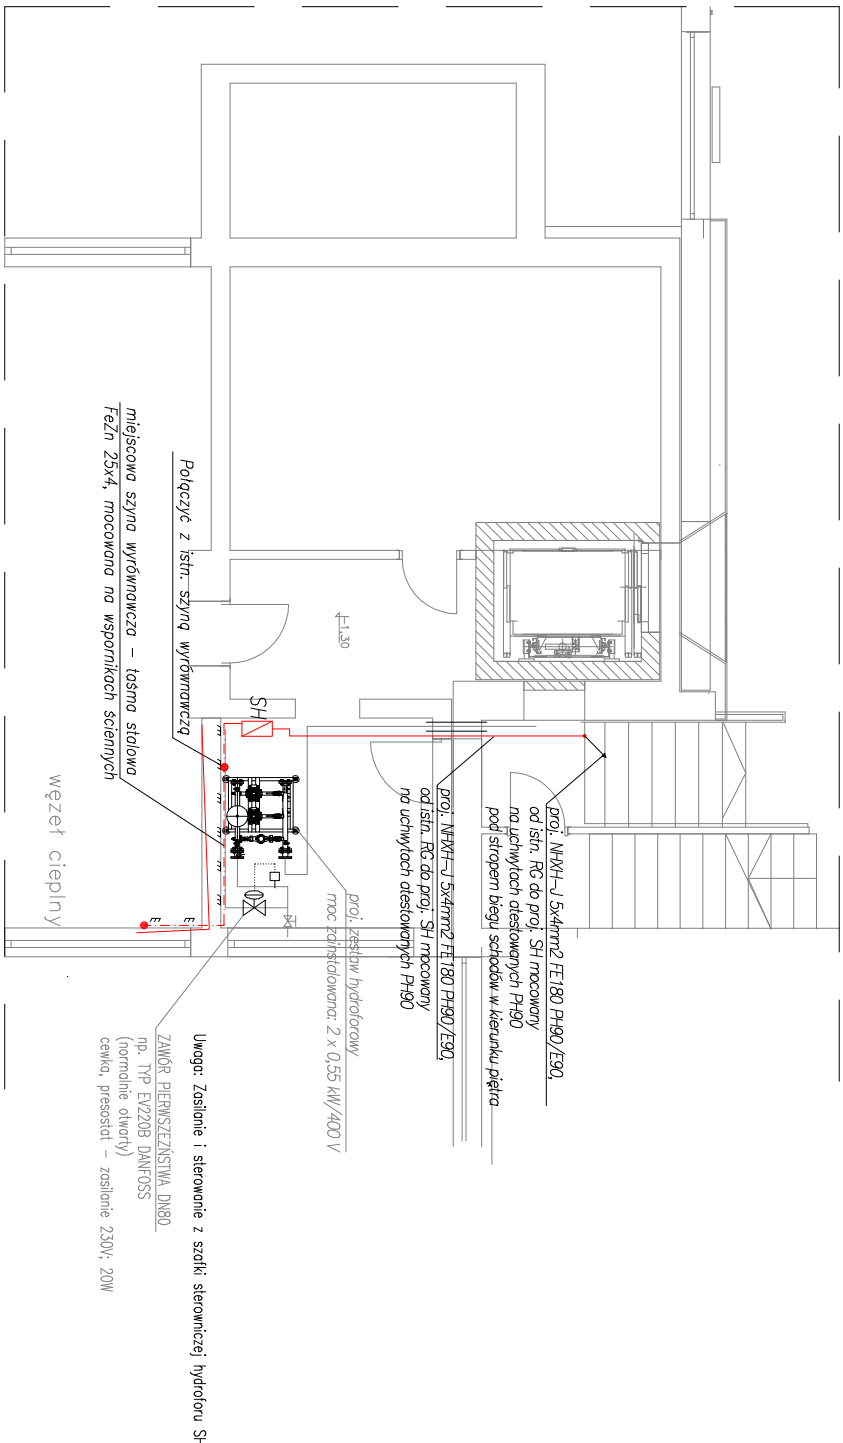 proj. NHXH-J 5x4mm2 FE180 PH90/E90,
od istn. RG do proj. SH mocowany
na uchwytach atestowanych PH90
pod stropem biegu schodów w kierunku piętra
proj. NHXH-J 5x4mm2 FE180 PH90/E90,
od istn. RG do proj. SH mocowany
na uchwytach atestowanych PH90
-1.30
proj. zestaw hydroforowy
moc zainstalowana: 2 x 0,55 kW/400 V
SH
Połączyć z istn. szyną wyrównawczą
miejscowa szyna wyrównawcza - taśma stalowa
FeZn 25x4, mocowana na wspornikach ściennych
węzeł cieplny
Uwaga: Zasilanie i sterowanie z szafki sterowniczej hydroforu SH
ZAWÓR PIERWSZEŃSTWA DN80
np. TYP EV220B DANFOSS
(normalnie otwarty)
cewka, presostat - zasilanie 230V; 20W